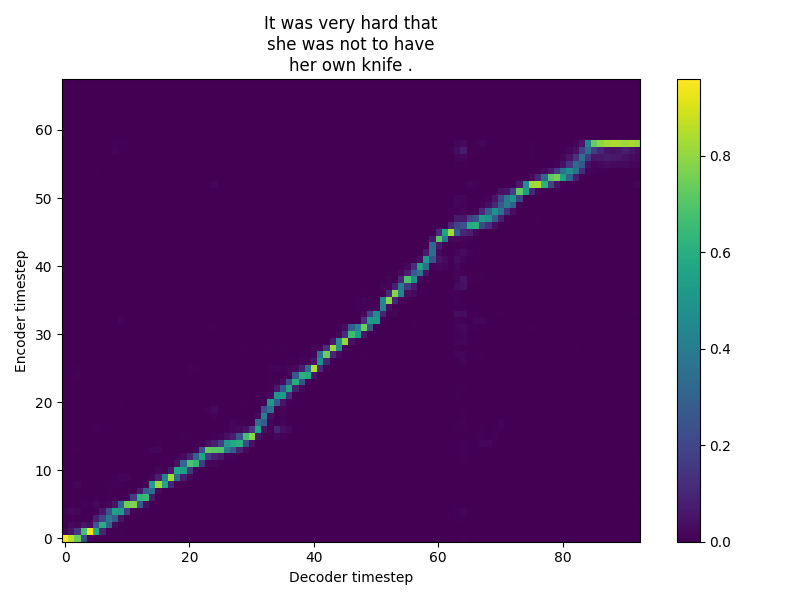 It was very hard that
she was not to have
her own knife .
60
50
40
30
20
10
0
Encoder timestep
0 20 40 60 80
Decoder timestep
0.8
0.6
0.4
0.2
0.0